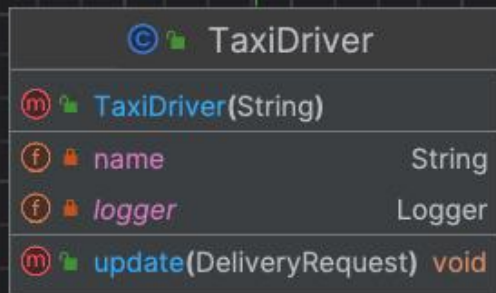 C TaxiDriver
m TaxiDriver(String)
f name String
f logger Logger
m update(DeliveryRequest) void